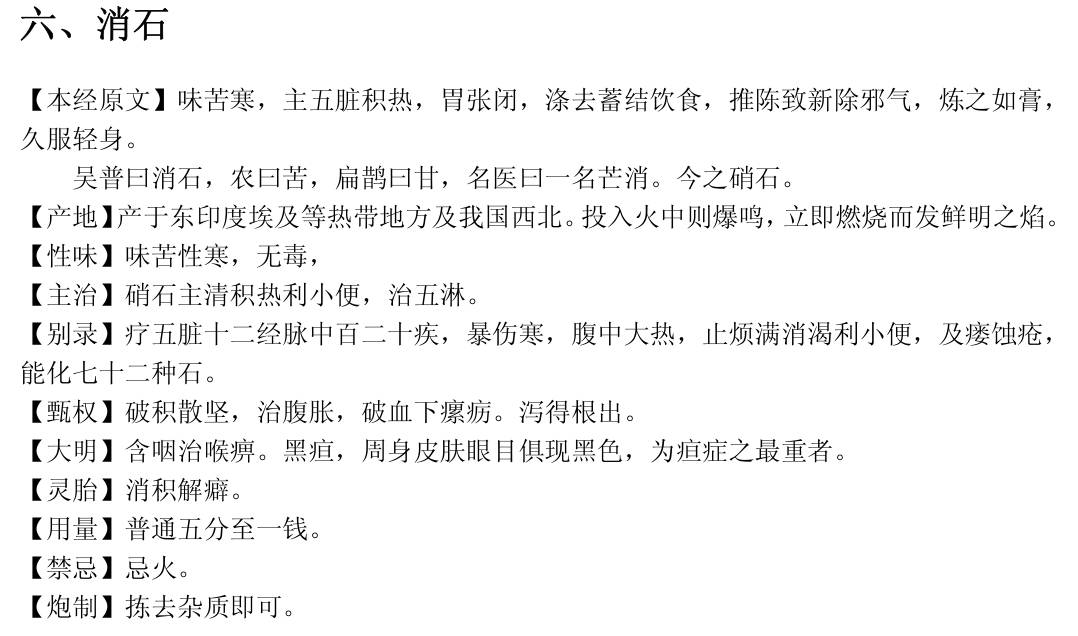 六、消石
【本经原文】味苦寒，主五脏积热，胃张闭，涤去蓄结饮食，推陈致新除邪气，炼之如膏，
久服轻身。
吴普曰消石，农曰苦，扁鹊曰甘，名医曰一名芒消。今之硝石。
【产地】产于东印度埃及等热带地方及我国西北。投入火中则爆鸣，立即燃烧而发鲜明之焰。
【性味】味苦性寒，无毒，
【主治】硝石主清积热利小便，治五淋。
【别录】疗五脏十二经脉中百二十疾，暴伤寒，腹中大热，止烦满消渴利小便，及瘘蚀疮，
能化七十二种石。
【甄权】破积散坚，治腹胀，破血下瘰疬。泻得根出。
【大明】含咽治喉痹。黑疸，周身皮肤眼目俱现黑色，为疸症之最重者。
【灵胎】消积解癖。
【用量】普通五分至一钱。
【禁忌】忌火。
【炮制】拣去杂质即可。